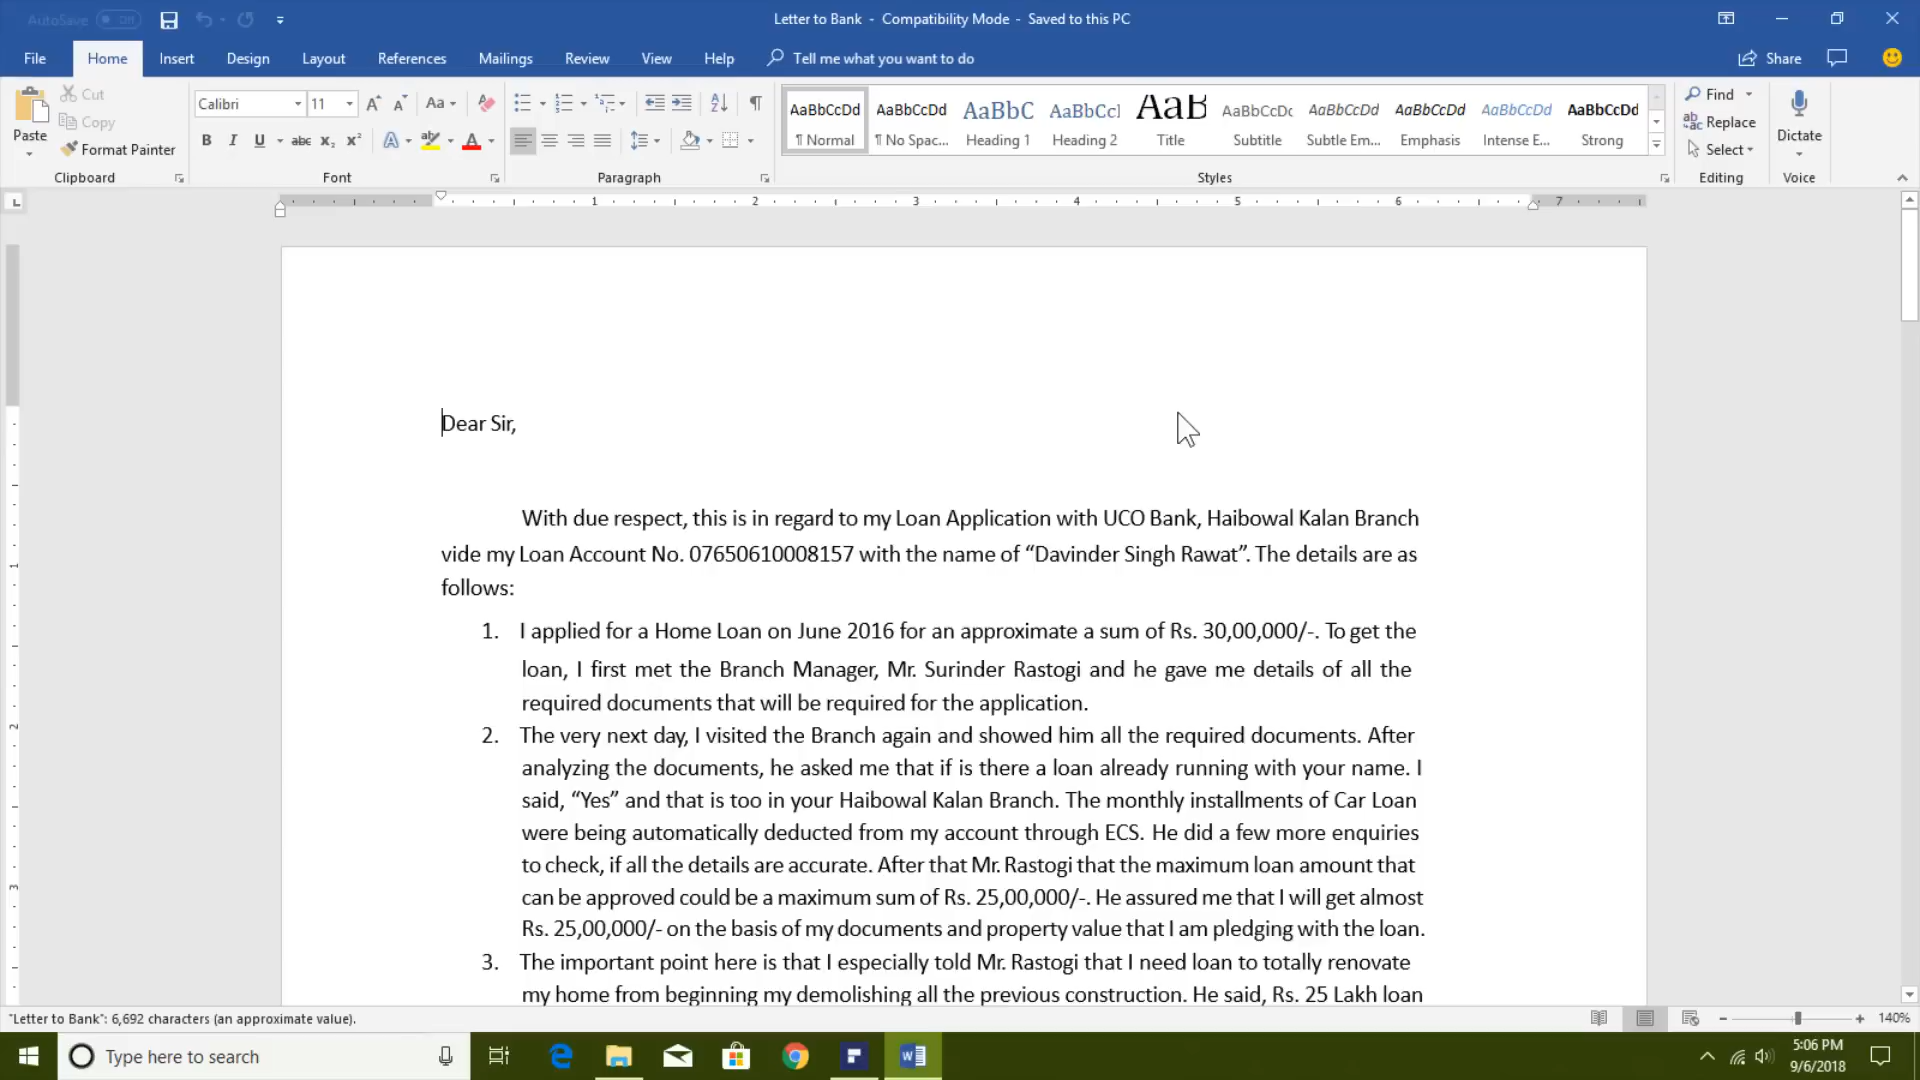 AutoSave Off
Letter to Bank - Compatibility Mode - Saved to this PC
File Home Insert Design Layout References Mailings Review View Help Tell me what you want to do Share
Paste
Cut
Copy
Format Painter
Clipboard
Calibri 11
Aa
B I U abc x₂ x²
A A
Font
Paragraph
AaBbCcDd AaBbCcDd AaBbC AaBbCcI AaB AaBbCcDc AaBbCcDd AaBbCcDd AaBbCcDd AaBbCcDd
¶ Normal ¶ No Spac... Heading 1 Heading 2 Title Subtitle Subtle Em... Emphasis Intense E... Strong
Styles
Find
Replace
Select
Editing
Dictate
Voice
1 2 3 4 5 6 7
Dear Sir,
With due respect, this is in regard to my Loan Application with UCO Bank, Haibowal Kalan Branch
vide my Loan Account No. 07650610008157 with the name of “Davinder Singh Rawat”. The details are as
follows:
1. I applied for a Home Loan on June 2016 for an approximate a sum of Rs. 30,00,000/-. To get the
loan, I first met the Branch Manager, Mr. Surinder Rastogi and he gave me details of all the
required documents that will be required for the application.
2. The very next day, I visited the Branch again and showed him all the required documents. After
analyzing the documents, he asked me that if is there a loan already running with your name. I
said, “Yes” and that is too in your Haibowal Kalan Branch. The monthly installments of Car Loan
were being automatically deducted from my account through ECS. He did a few more enquiries
to check, if all the details are accurate. After that Mr. Rastogi that the maximum loan amount that
can be approved could be a maximum sum of Rs. 25,00,000/-. He assured me that I will get almost
Rs. 25,00,000/- on the basis of my documents and property value that I am pledging with the loan.
3. The important point here is that I especially told Mr. Rastogi that I need loan to totally renovate
my home from beginning my demolishing all the previous construction. He said, Rs. 25 Lakh loan
1
2
3
"Letter to Bank": 6,692 characters (an approximate value).
140%
Type here to search
5:06 PM
9/6/2018